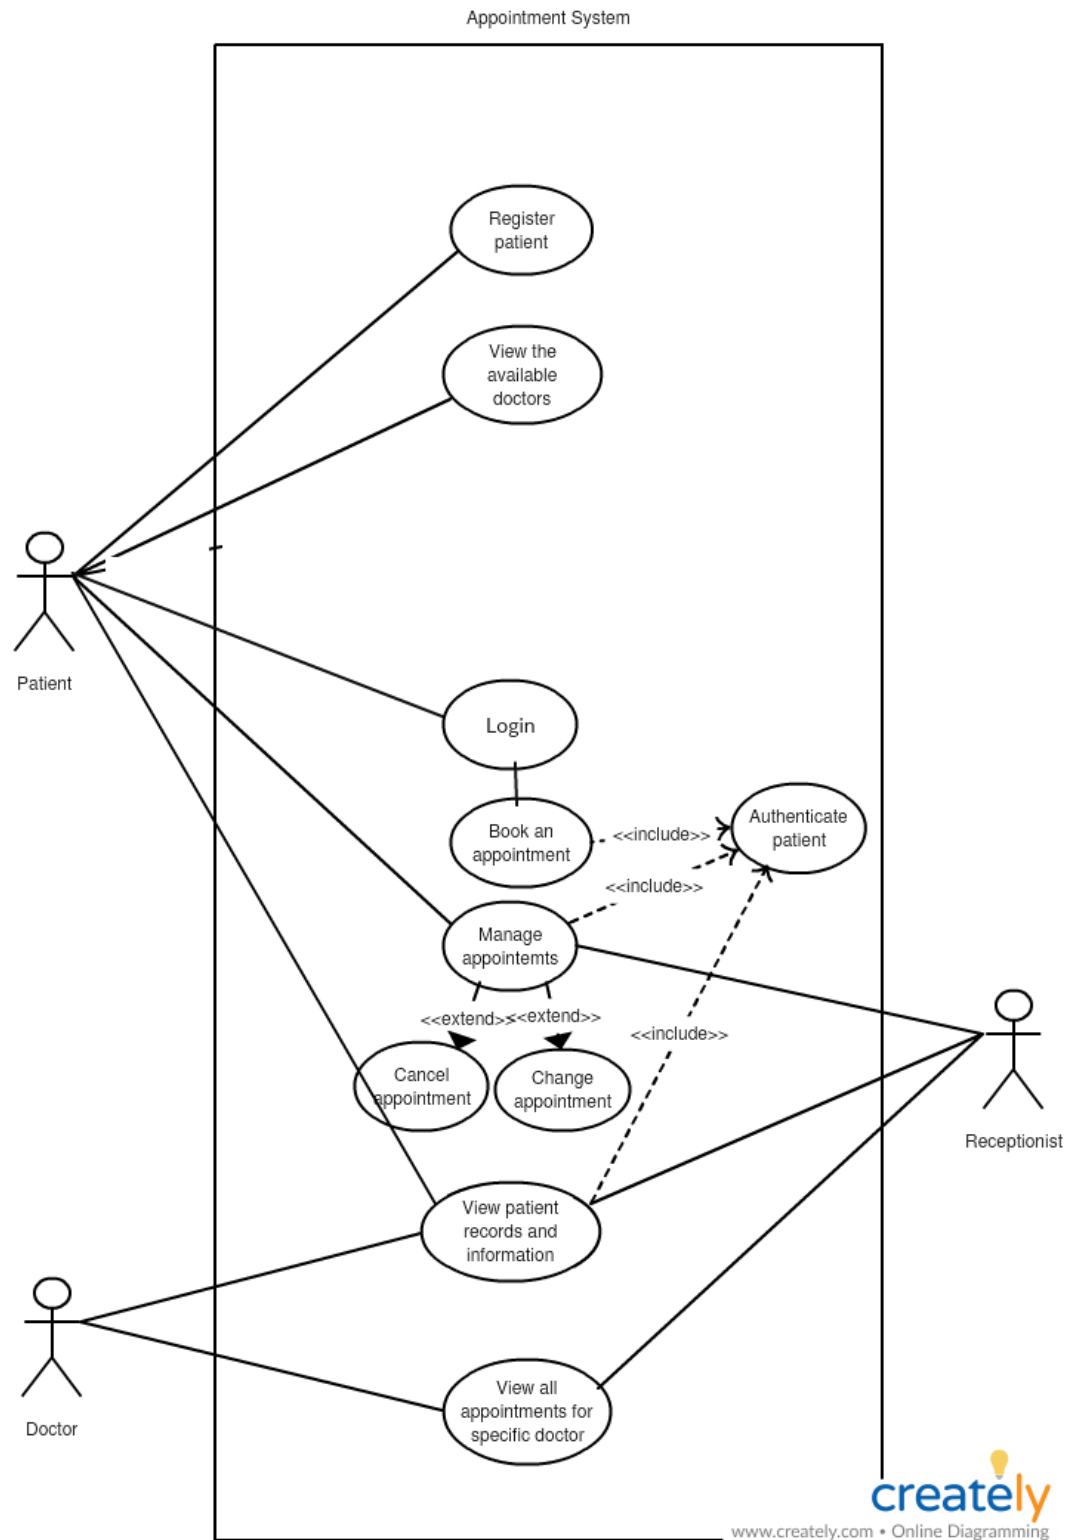 Appointment System
Register
patient
View the
available
doctors
Patient
Login
Book an
appointment
<<include>>
Authenticate
patient
<<include>>
Manage
appointemts
<<extend>>
<<extend>>
<<include>>
Cancel
appointment
Change
appointment
Receptionist
View patient
records and
information
Doctor
View all
appointments for
specific doctor
creately
www.creately.com • Online Diagramming